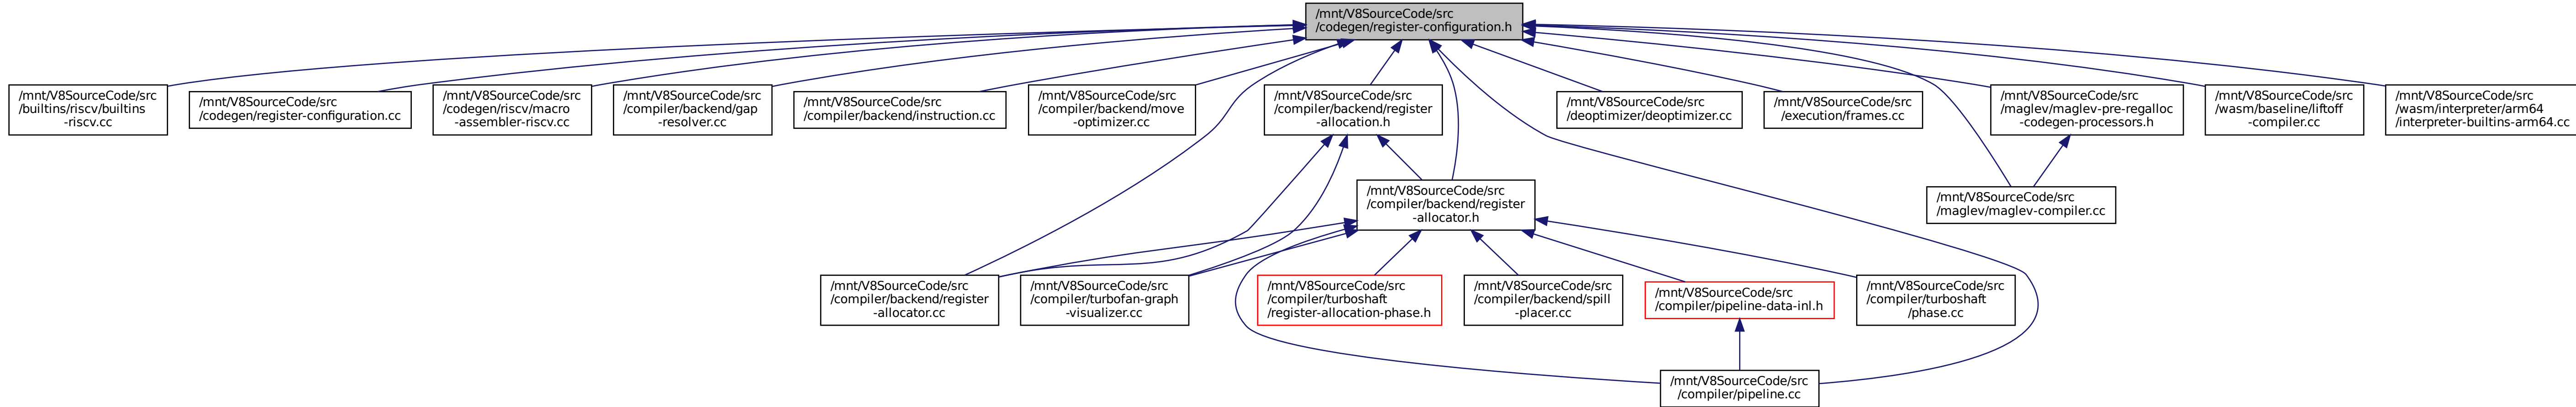 /mnt/V8SourceCode/src
/codegen/register-configuration.h
/mnt/V8SourceCode/src
/builtins/riscv/builtins
-riscv.cc
/mnt/V8SourceCode/src
/codegen/register-configuration.cc
/mnt/V8SourceCode/src
/codegen/riscv/macro
-assembler-riscv.cc
/mnt/V8SourceCode/src
/compiler/backend/gap
-resolver.cc
/mnt/V8SourceCode/src
/compiler/backend/instruction.cc
/mnt/V8SourceCode/src
/compiler/backend/move
-optimizer.cc
/mnt/V8SourceCode/src
/compiler/backend/register
-allocation.h
/mnt/V8SourceCode/src
/deoptimizer/deoptimizer.cc
/mnt/V8SourceCode/src
/execution/frames.cc
/mnt/V8SourceCode/src
/maglev/maglev-pre-regalloc
-codegen-processors.h
/mnt/V8SourceCode/src
/wasm/baseline/liftoff
-compiler.cc
/mnt/V8SourceCode/src
/wasm/interpreter/arm64
/interpreter-builtins-arm64.cc
/mnt/V8SourceCode/src
/compiler/backend/register
-allocator.h
/mnt/V8SourceCode/src
/maglev/maglev-compiler.cc
/mnt/V8SourceCode/src
/compiler/backend/register
-allocator.cc
/mnt/V8SourceCode/src
/compiler/turbofan-graph
-visualizer.cc
/mnt/V8SourceCode/src
/compiler/turboshaft
/register-allocation-phase.h
/mnt/V8SourceCode/src
/compiler/backend/spill
-placer.cc
/mnt/V8SourceCode/src
/compiler/pipeline-data-inl.h
/mnt/V8SourceCode/src
/compiler/turboshaft
/phase.cc
/mnt/V8SourceCode/src
/compiler/pipeline.cc